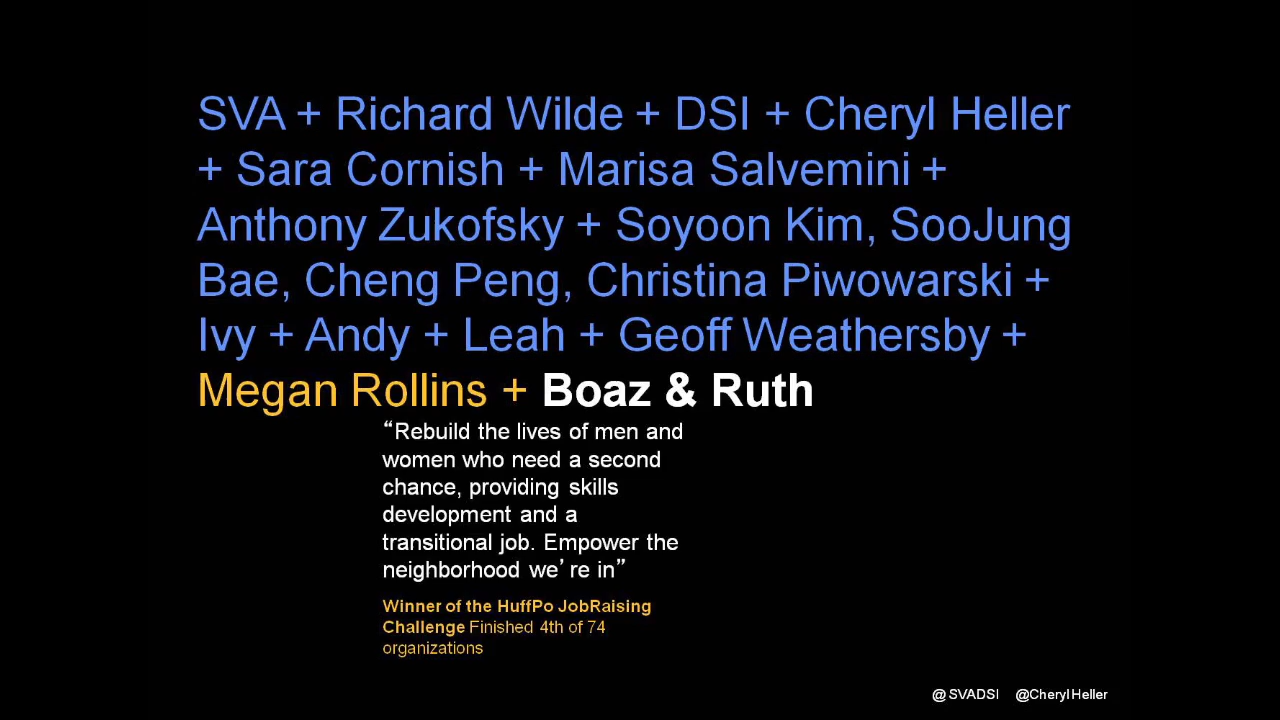 SVA + Richard Wilde + DSI + Cheryl Heller
+ Sara Cornish + Marisa Salvemini +
Anthony Zukofsky + Soyoon Kim, SooJung
Bae, Cheng Peng, Christina Piwowarski +
Ivy + Andy + Leah + Geoff Weathersby +
Megan Rollins + Boaz & Ruth
“Rebuild the lives of men and
women who need a second
chance, providing skills
development and a
transitional job. Empower the
neighborhood we’re in”
Winner of the HuffPo JobRaising
Challenge Finished 4th of 74
organizations
@SVADSI @CherylHeller